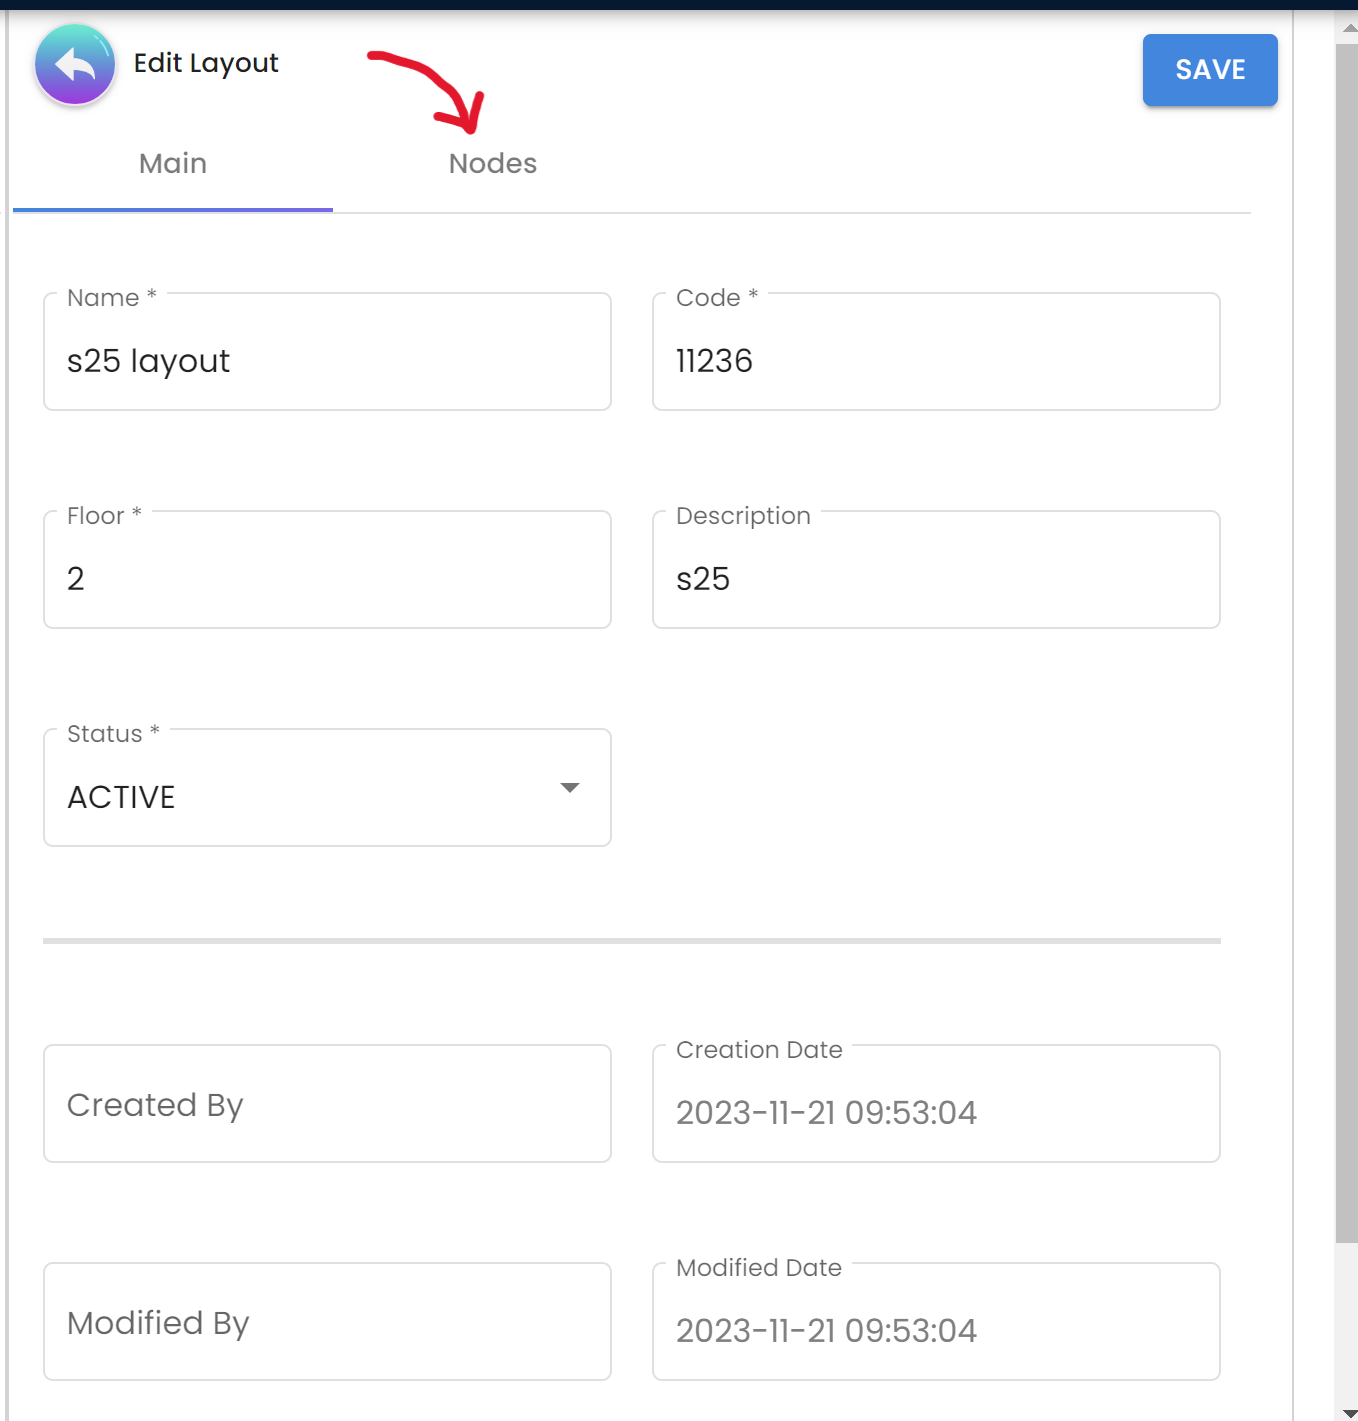 Edit Layout
SAVE
Main
Nodes
Name *
s25 layout
Code *
11236
Floor *
2
Description
s25
Status *
ACTIVE
Created By
Creation Date
2023-11-21 09:53:04
Modified By
Modified Date
2023-11-21 09:53:04